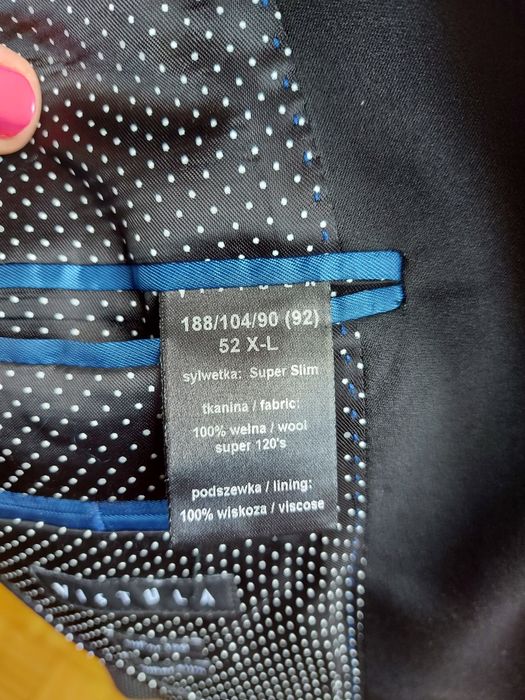 188/104/90 (92)
52 X-L
sylwetka: Super Slim
tkanina / fabric:
100% wełna / wool
super 120's
podszewka / lining:
100% wiskoza / viscose
VISTULA